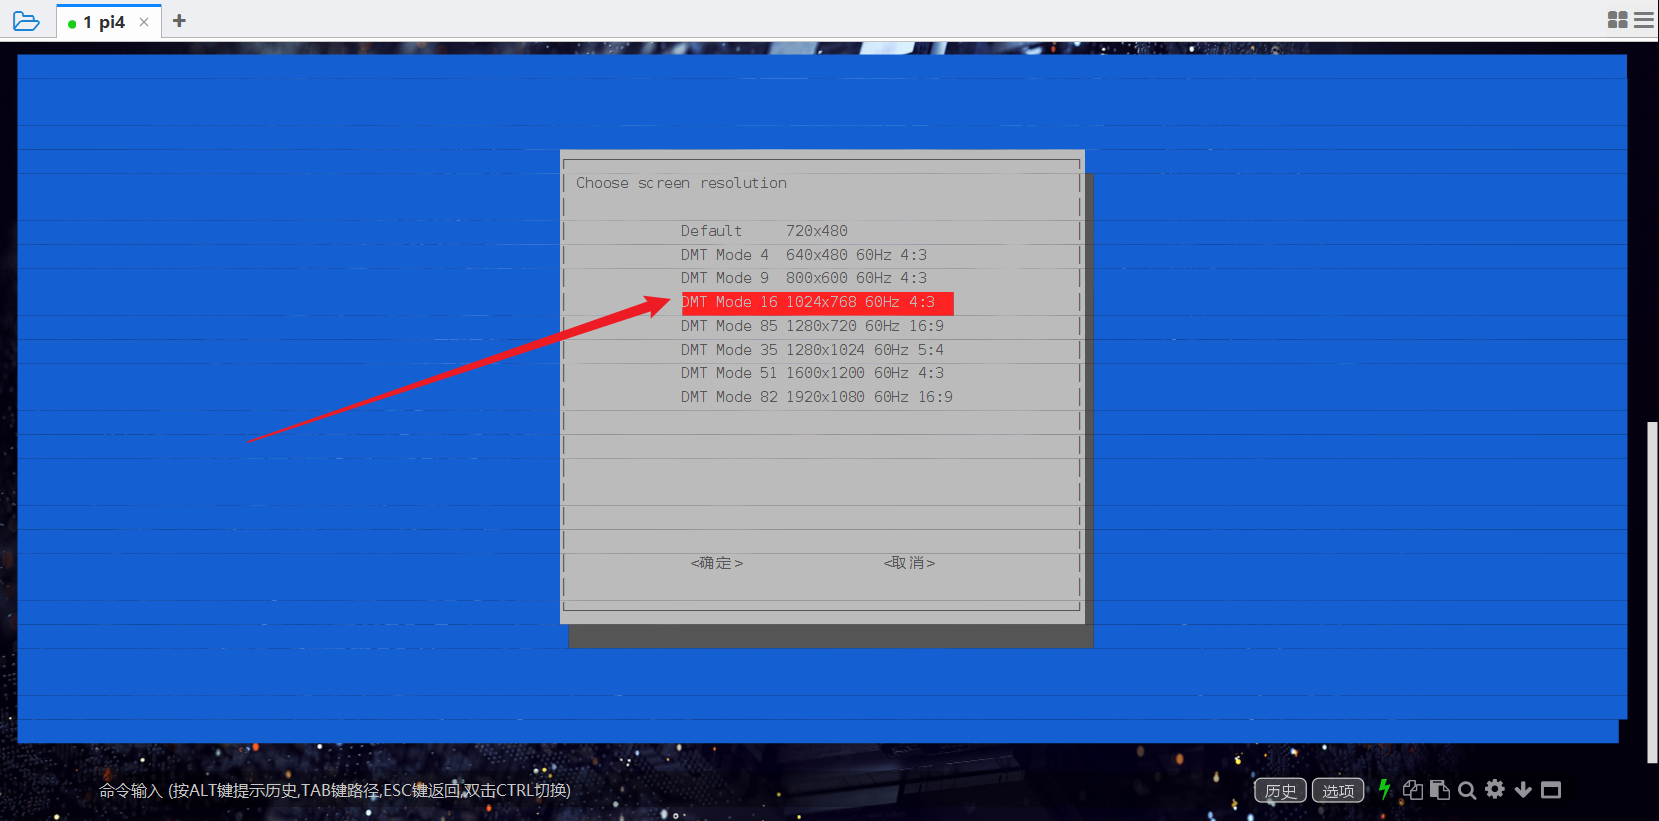 1 pi4
Choose screen resolution
Default 720x480
DMT Mode 4 640x480 60Hz 4:3
DMT Mode 9 800x600 60Hz 4:3
DMT Mode 16 1024x768 60Hz 4:3
DMT Mode 85 1280x720 60Hz 16:9
DMT Mode 35 1280x1024 60Hz 5:4
DMT Mode 51 1600x1200 60Hz 4:3
DMT Mode 82 1920x1080 60Hz 16:9
<确定> <取消>
命令输入 (按ALT键提示历史,TAB键路径,ESC键返回,双击CTRL切换) 历史 选项